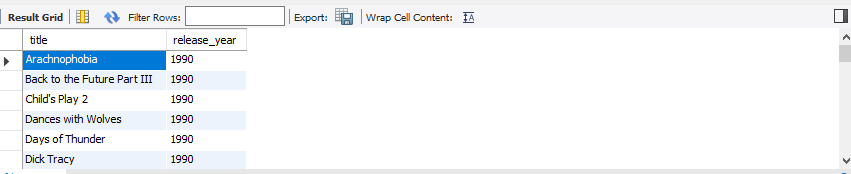 Result Grid Filter Rows: Export: Wrap Cell Content:
title release_year
Arachnophobia 1990
Back to the Future Part III 1990
Child's Play 2 1990
Dances with Wolves 1990
Days of Thunder 1990
Dick Tracy 1990